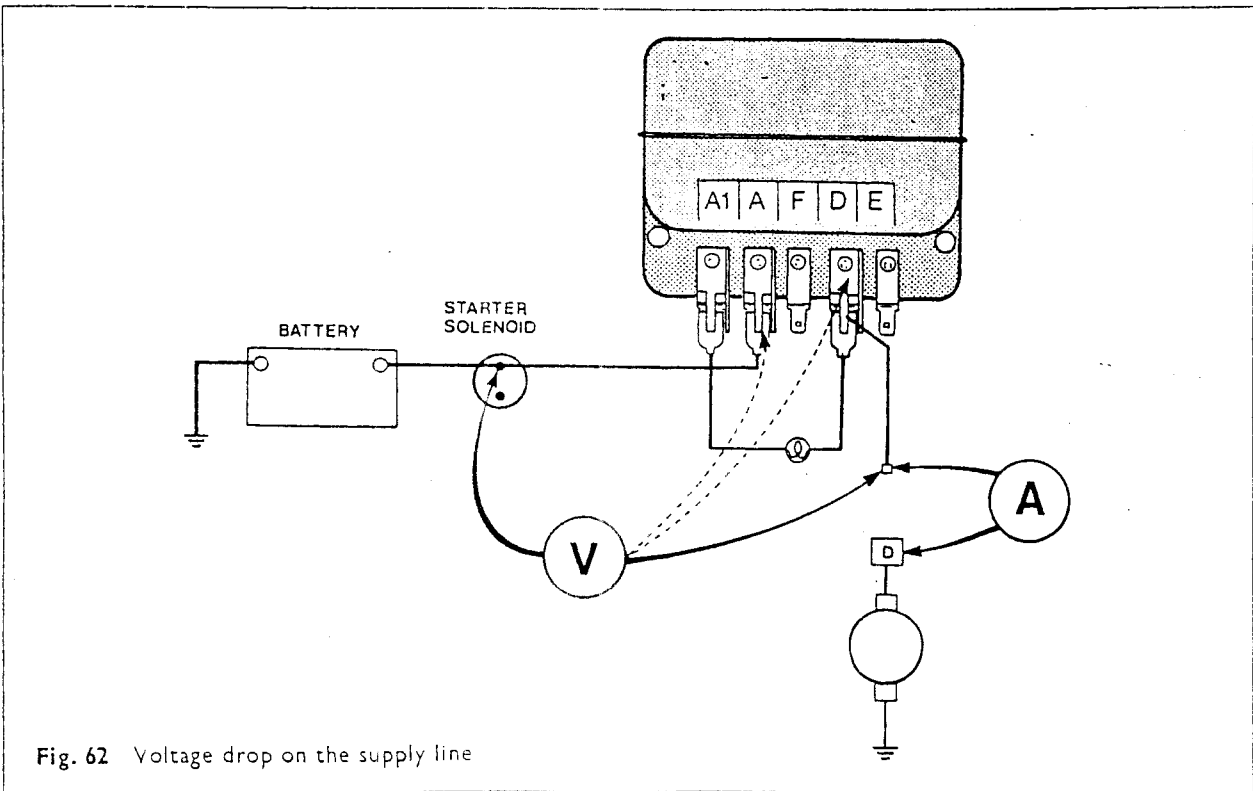 A1 A F D E
STARTER
SOLENOID
BATTERY
V
A
D
Fig. 62 Voltage drop on the supply line